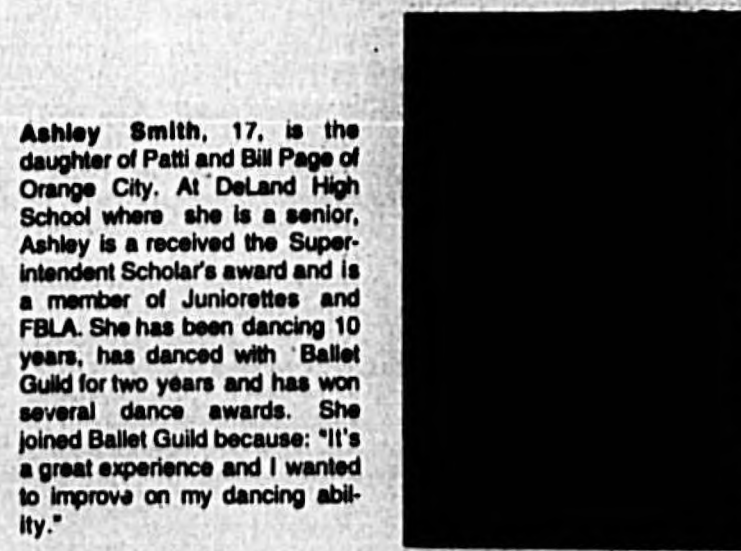 Ashley Smith, 17, is the
daughter of Patti and Bill Page of
Orange City. At DeLand High
School where she is a senior,
Ashley is a received the Super-
intendent Scholar's award and is
a member of Juniorettes and
FBLA. She has been dancing 10
years, has danced with Ballet
Guild for two years and has won
several dance awards. She
joined Ballet Guild because: "It's
a great experience and I wanted
to improve on my dancing abil-
ity."